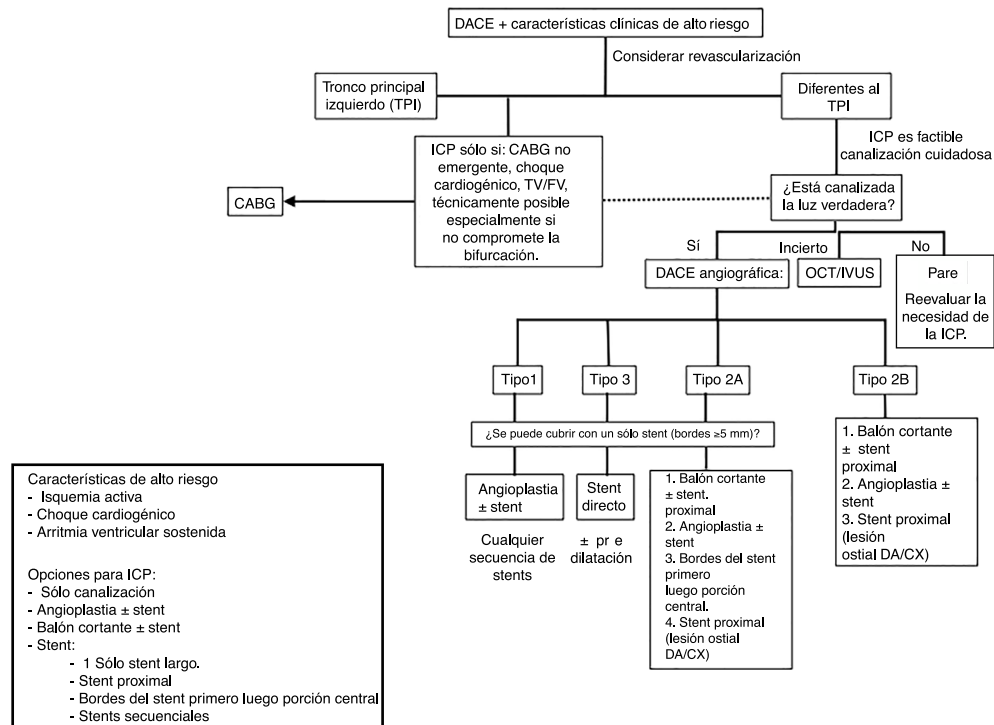 DACE + características clínicas de alto riesgo
Considerar revascularización
Tronco principal
izquierdo (TPI)
Diferentes al
TPI
ICP sólo si: CABG no
emergente, choque
cardiogénico, TV/FV,
técnicamente posible
especialmente si
no compromete la
bifurcación.
CABG
ICP es factible
canalización cuidadosa
¿Está canalizada
la luz verdadera?
Sí
Incierto
No
DACE angiográfica:
OCT/IVUS
Pare
Reevaluar la
necesidad de
la ICP.
Tipo1
Tipo 3
Tipo 2A
Tipo 2B
¿Se puede cubrir con un sólo stent (bordes ≥5 mm)?
Angioplastia
± stent
Cualquier
secuencia de
stents
Stent
directo
± pr e
dilatación
1. Balón cortante
± stent.
proximal
2. Angioplastia ±
stent
3. Bordes del stent
primero
luego porción
central.
4. Stent proximal
(lesión ostial
DA/CX)
1. Balón cortante
± stent
proximal
2. Angioplastia ±
stent
3. Stent proximal
(lesión
ostial DA/CX)
Características de alto riesgo
- Isquemia activa
- Choque cardiogénico
- Arritmia ventricular sostenida
Opciones para ICP:
- Sólo canalización
- Angioplastia ± stent
- Balón cortante ± stent
- Stent:
- 1 Sólo stent largo.
- Stent proximal
- Bordes del stent primero luego porción central
- Stents secuenciales